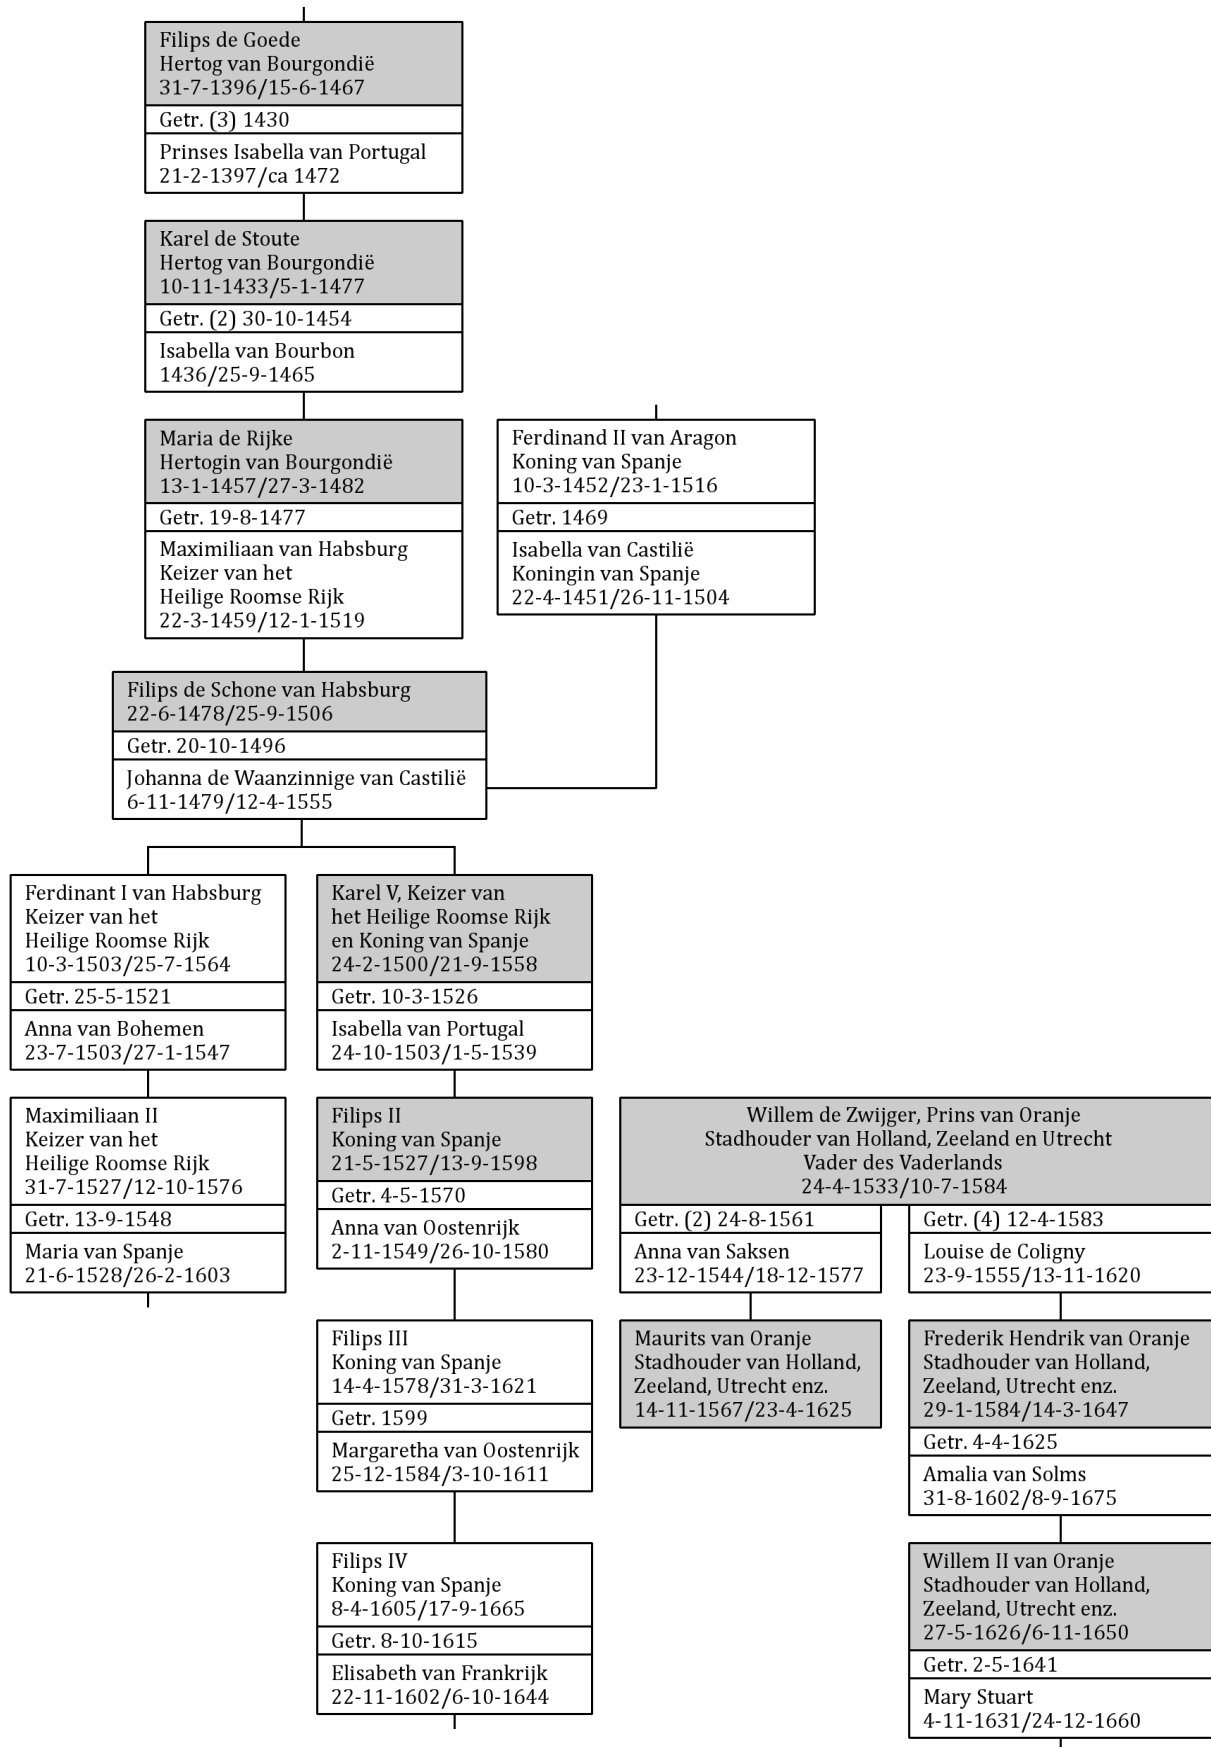 Filips de Goede
Hertog van Bourgondië
31-7-1396/15-6-1467
Getr. (3) 1430
Prinses Isabella van Portugal
21-2-1397/ca 1472
Karel de Stoute
Hertog van Bourgondië
10-11-1433/5-1-1477
Getr. (2) 30-10-1454
Isabella van Bourbon
1436/25-9-1465
Maria de Rijke
Hertogin van Bourgondië
13-1-1457/27-3-1482
Getr. 19-8-1477
Maximiliaan van Habsburg
Keizer van het
Heilige Roomse Rijk
22-3-1459/12-1-1519
Ferdinand II van Aragon
Koning van Spanje
10-3-1452/23-1-1516
Getr. 1469
Isabella van Castilië
Koningin van Spanje
22-4-1451/26-11-1504
Filips de Schone van Habsburg
22-6-1478/25-9-1506
Getr. 20-10-1496
Johanna de Waanzinnige van Castilië
6-11-1479/12-4-1555
Ferdinant I van Habsburg
Keizer van het
Heilige Roomse Rijk
10-3-1503/25-7-1564
Getr. 25-5-1521
Anna van Bohemen
23-7-1503/27-1-1547
Karel V, Keizer van
het Heilige Roomse Rijk
en Koning van Spanje
24-2-1500/21-9-1558
Getr. 10-3-1526
Isabella van Portugal
24-10-1503/1-5-1539
Maximiliaan II
Keizer van het
Heilige Roomse Rijk
31-7-1527/12-10-1576
Getr. 13-9-1548
Maria van Spanje
21-6-1528/26-2-1603
Filips II
Koning van Spanje
21-5-1527/13-9-1598
Getr. 4-5-1570
Anna van Oostenrijk
2-11-1549/26-10-1580
Willem de Zwijger, Prins van Oranje
Stadhouder van Holland, Zeeland en Utrecht
Vader des Vaderlands
24-4-1533/10-7-1584
Getr. (2) 24-8-1561
Anna van Saksen
23-12-1544/18-12-1577
Getr. (4) 12-4-1583
Louise de Coligny
23-9-1555/13-11-1620
Filips III
Koning van Spanje
14-4-1578/31-3-1621
Getr. 1599
Margaretha van Oostenrijk
25-12-1584/3-10-1611
Maurits van Oranje
Stadhouder van Holland,
Zeeland, Utrecht enz.
14-11-1567/23-4-1625
Frederik Hendrik van Oranje
Stadhouder van Holland,
Zeeland, Utrecht enz.
29-1-1584/14-3-1647
Getr. 4-4-1625
Amalia van Solms
31-8-1602/8-9-1675
Filips IV
Koning van Spanje
8-4-1605/17-9-1665
Getr. 8-10-1615
Elisabeth van Frankrijk
22-11-1602/6-10-1644
Willem II van Oranje
Stadhouder van Holland,
Zeeland, Utrecht enz.
27-5-1626/6-11-1650
Getr. 2-5-1641
Mary Stuart
4-11-1631/24-12-1660